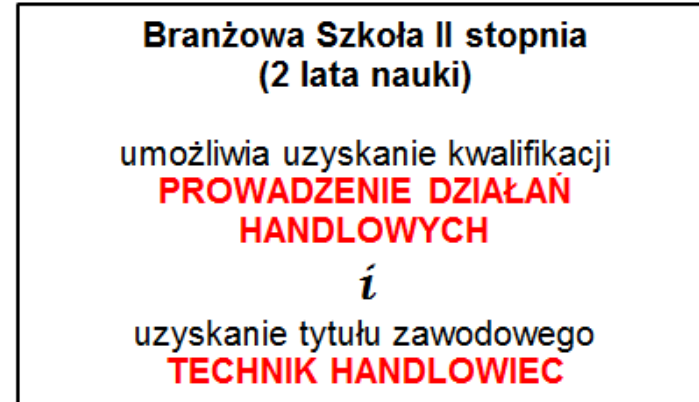 Branżowa Szkoła II stopnia
(2 lata nauki)
umożliwia uzyskanie kwalifikacji
PROWADZENIE DZIAŁAŃ
HANDLOWYCH
i
uzyskanie tytułu zawodowego
TECHNIK HANDLOWIEC